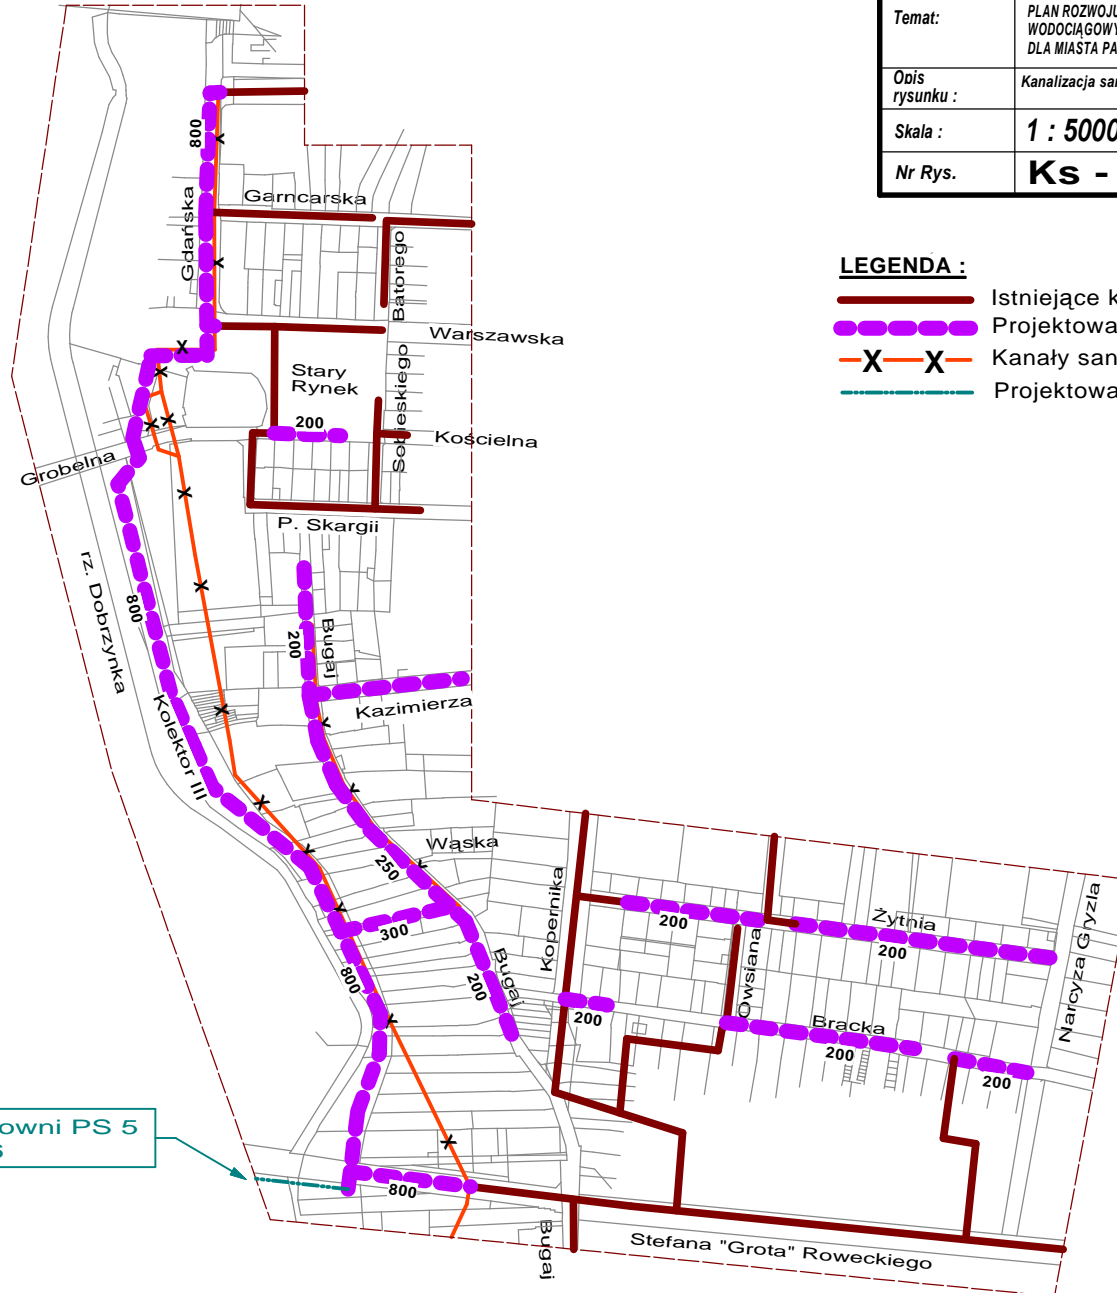 Temat:
PLAN ROZWOJU
WODOCIĄGOWY
DLA MIASTA PA
Opis
rysunku :
Kanalizacja sa
Skala :
1 : 5000
Nr Rys.
Ks -
LEGENDA :
Istniejące k
Projektowa
X X
Kanały san
Projektowa
800
X
Gdańska
Garncarska
X
Batorego
Warszawska
X
X
Stary
Rynek
Sobieskiego
X
X
200
Kościelna
Grobelna
X
P. Skargii
rz. Dobrzynka
X
800
200
Bugaj
X
Kazimierza
Kolektor III
X
X
X
X
Wąska
250
X
X
300
Kopernika
200
Żytnia
200
Owsiana
Narcyza Gryzla
800
200
Bugaj
X
200
Bracka
200
200
owni PS 5
X
800
Bugaj
Stefana "Grota" Roweckiego